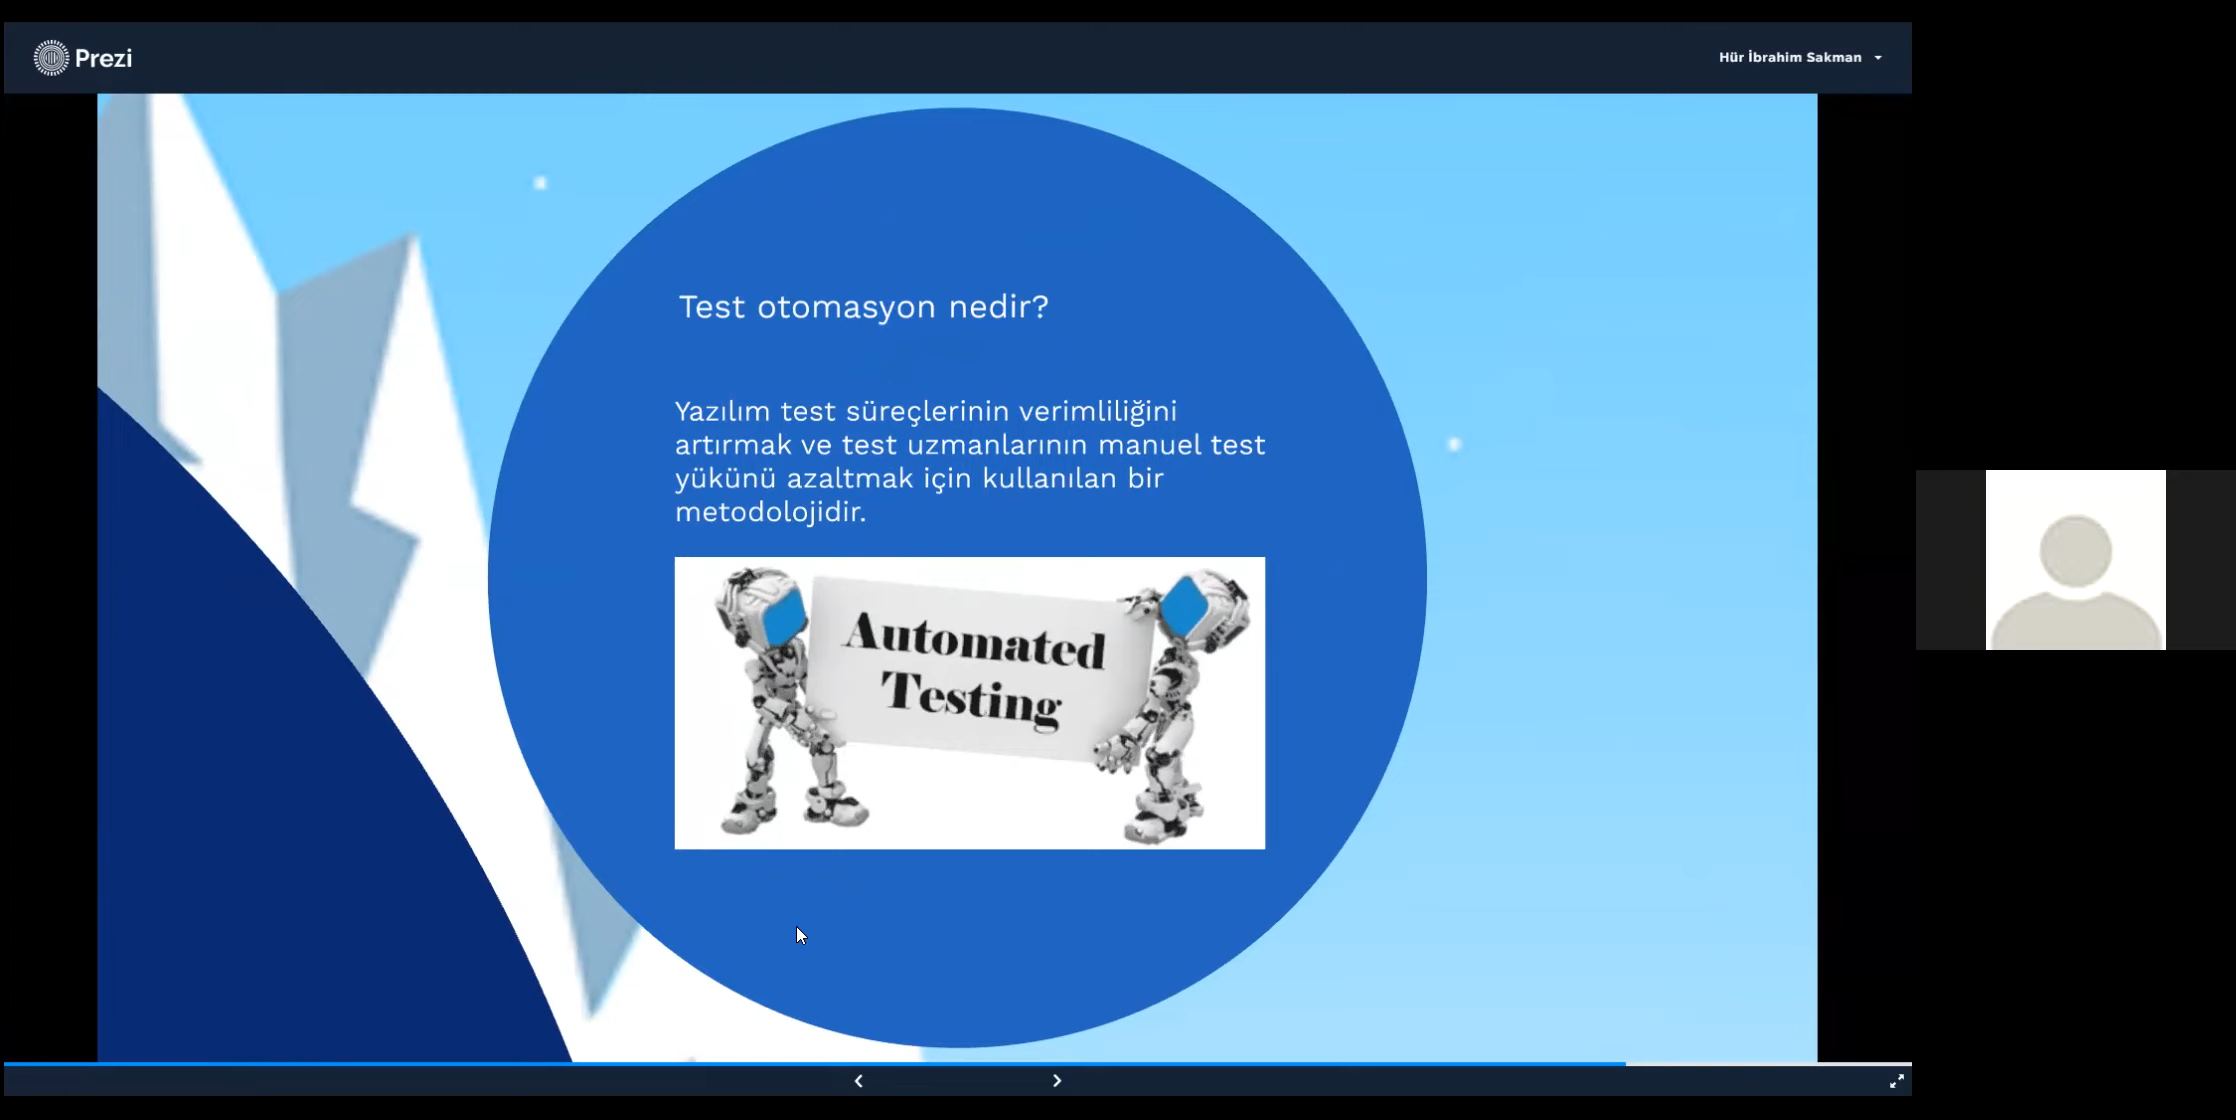 Prezi
Hür İbrahim Sakman
Test otomasyon nedir?
Yazılım test süreçlerinin verimliliğini
artırmak ve test uzmanlarının manuel test
yükünü azaltmak için kullanılan bir
metodolojidir.
Automated
Testing